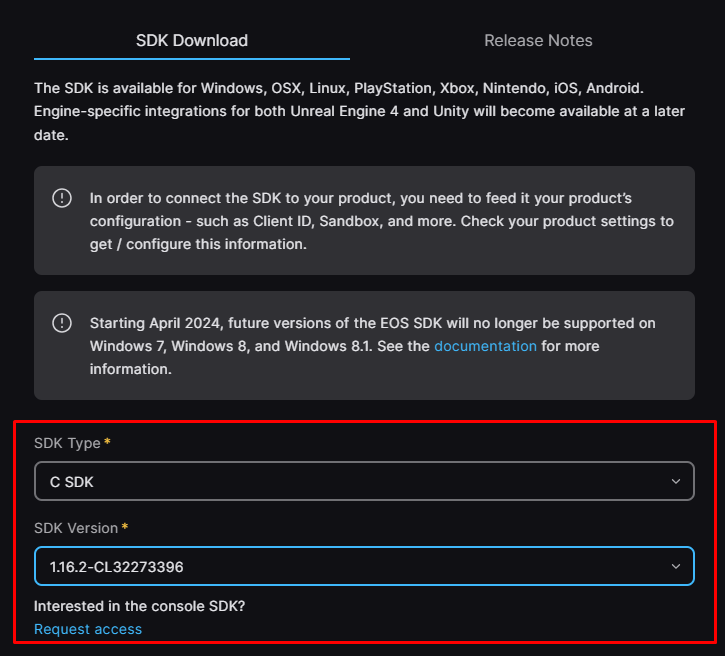 SDK Download
Release Notes
The SDK is available for Windows, OSX, Linux, PlayStation, Xbox, Nintendo, iOS, Android.
Engine-specific integrations for both Unreal Engine 4 and Unity will become available at a later
date.
In order to connect the SDK to your product, you need to feed it your product’s
configuration - such as Client ID, Sandbox, and more. Check your product settings to
get / configure this information.
Starting April 2024, future versions of the EOS SDK will no longer be supported on
Windows 7, Windows 8, and Windows 8.1. See the documentation for more
information.
SDK Type *
C SDK
SDK Version *
1.16.2-CL32273396
Interested in the console SDK?
Request access